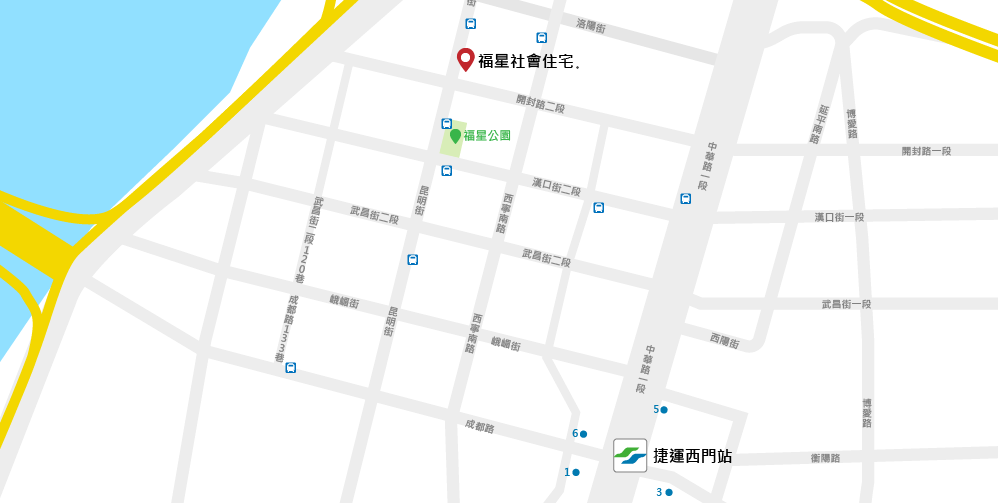 街
洛陽街
福星社會住宅.
開封路二段
延平南路
博愛路
福星公園
中華路一段
開封路一段
漢口街二段
昆明街
西寧南路
武昌街二段120巷
武昌街二段
漢口街一段
武昌街二段
成都路133巷
峨嵋街
昆明街
西寧南路
峨嵋街
武昌街一段
西陽街
中華路一段
博愛路
5
成都路
6
捷運西門站
衡陽路
1
3